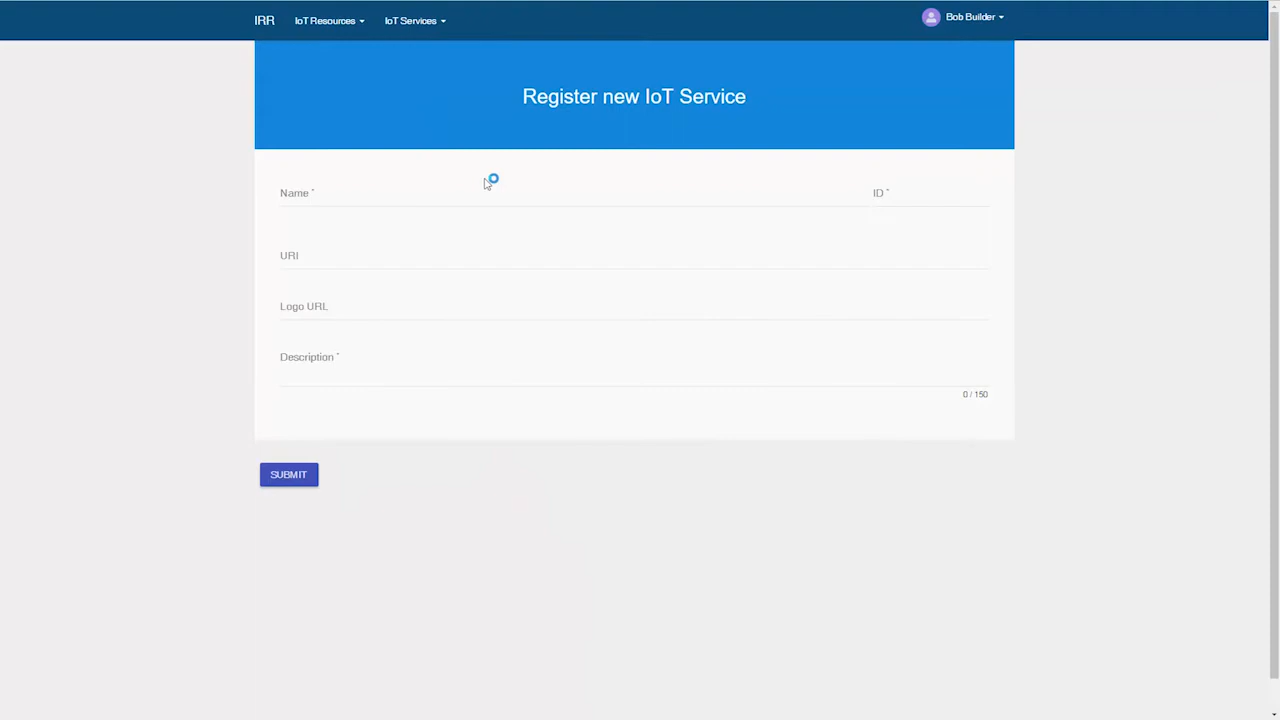 IRR IoT Resources IoT Services Bob Builder
Register new IoT Service
Name * ID *
URI
Logo URL
Description *
0 / 150
SUBMIT